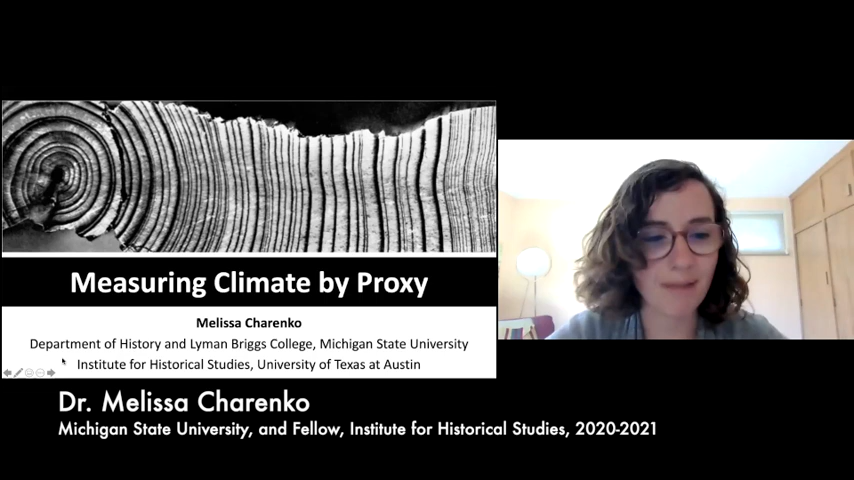 Measuring Climate by Proxy
Melissa Charenko
Department of History and Lyman Briggs College, Michigan State University
Institute for Historical Studies, University of Texas at Austin
Dr. Melissa Charenko
Michigan State University, and Fellow, Institute for Historical Studies, 2020-2021